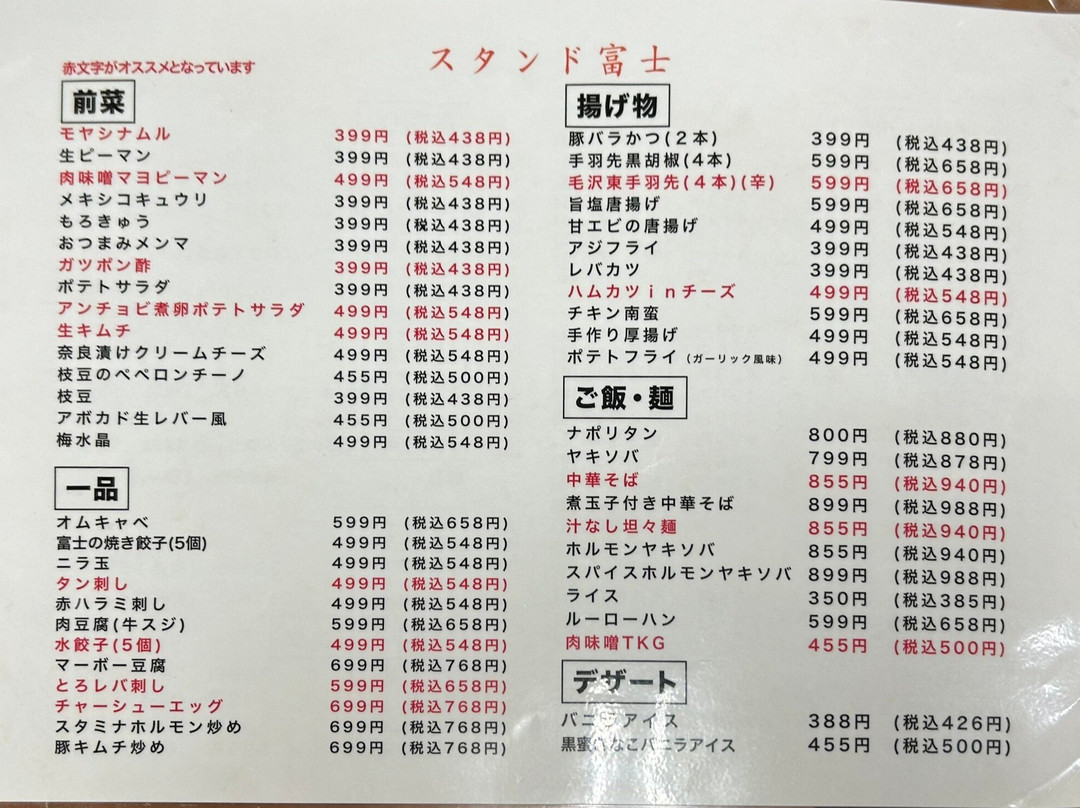 スタンド富士
赤文字がオススメとなっています
前菜
モヤシナムル 399円 (税込438円)
生ピーマン 399円 (税込438円)
肉味噌マヨピーマン 499円 (税込548円)
メキシコキュウリ 399円 (税込438円)
もろきゅう 399円 (税込438円)
おつまみメンマ 399円 (税込438円)
ガツポン酢 399円 (税込438円)
ポテトサラダ 399円 (税込438円)
アンチョビ煮卵ポテトサラダ 499円 (税込548円)
生キムチ 499円 (税込548円)
奈良漬けクリームチーズ 499円 (税込548円)
枝豆のペペロンチーノ 455円 (税込500円)
枝豆 399円 (税込438円)
アボカド生レバー風 455円 (税込500円)
梅水晶 499円 (税込548円)
一品
オムキャベ 599円 (税込658円)
富士の焼き餃子(5個) 499円 (税込548円)
ニラ玉 499円 (税込548円)
タン刺し 499円 (税込548円)
赤ハラミ刺し 499円 (税込548円)
肉豆腐(牛スジ) 599円 (税込658円)
水餃子(5個) 499円 (税込548円)
マーボー豆腐 699円 (税込768円)
とろレバ刺し 599円 (税込658円)
チャーシューエッグ 699円 (税込768円)
スタミナホルモン炒め 699円 (税込768円)
豚キムチ炒め 699円 (税込768円)
揚げ物
豚バラかつ(2本) 399円 (税込438円)
手羽先黒胡椒(4本) 599円 (税込658円)
毛沢東手羽先(4本)(辛) 599円 (税込658円)
旨塩唐揚げ 599円 (税込658円)
甘エビの唐揚げ 499円 (税込548円)
アジフライ 399円 (税込438円)
レバカツ 399円 (税込438円)
ハムカツinチーズ 499円 (税込548円)
チキン南蛮 599円 (税込658円)
手作り厚揚げ 499円 (税込548円)
ポテトフライ(ガーリック風味) 499円 (税込548円)
ご飯・麺
ナポリタン 800円 (税込880円)
ヤキソバ 799円 (税込878円)
中華そば 855円 (税込940円)
煮玉子付き中華そば 899円 (税込988円)
汁なし坦々麺 855円 (税込940円)
ホルモンヤキソバ 855円 (税込940円)
スパイスホルモンヤキソバ 899円 (税込988円)
ライス 350円 (税込385円)
ルーローハン 599円 (税込658円)
肉味噌TKG 455円 (税込500円)
デザート
バニラアイス 388円 (税込426円)
黒蜜きなこバニラアイス 455円 (税込500円)